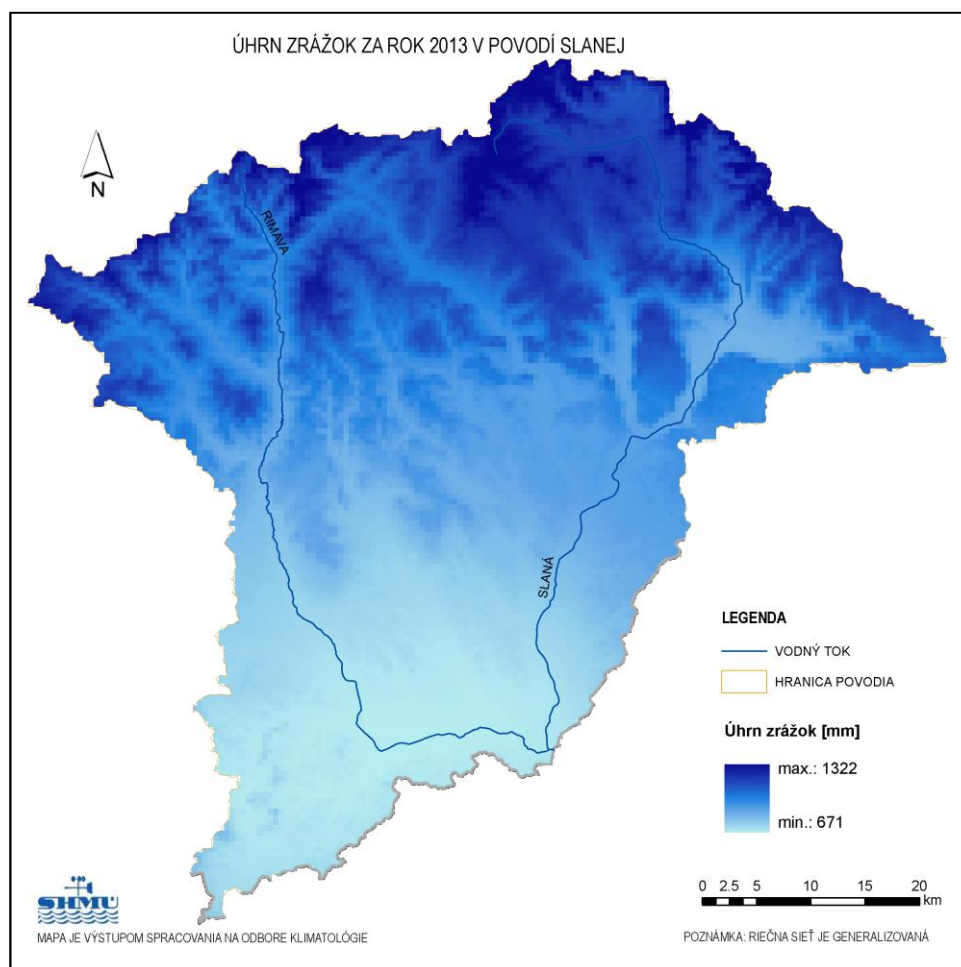 ÚHRN ZRÁŽOK ZA ROK 2013 V POVODÍ SLANEJ
N
RIMAVA
SLANÁ
LEGENDA
VODNÝ TOK
HRANICA POVODIA
Úhrn zrážok [mm]
max.: 1322
min.: 671
0 2.5 5 10 15 20
km
SHMÚ
MAPA JE VÝSTUPOM SPRACOVANIA NA ODBORE KLIMATOLÓGIE
POZNÁMKA: RIEČNA SIEŤ JE GENERALIZOVANÁ